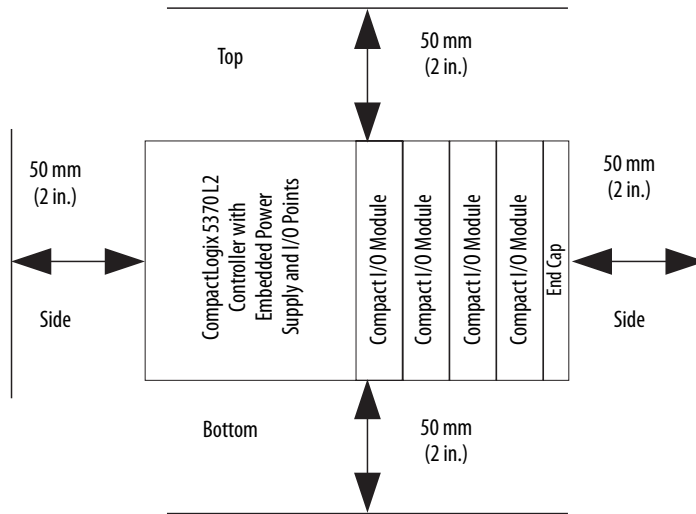 Top
50 mm
(2 in.)
50 mm
(2 in.)
Side
CompactLogix 5370 L2
Controller with
Embedded Power
Supply and I/O Points
Compact I/O Module
Compact I/O Module
Compact I/O Module
Compact I/O Module
End Cap
50 mm
(2 in.)
Side
Bottom
50 mm
(2 in.)